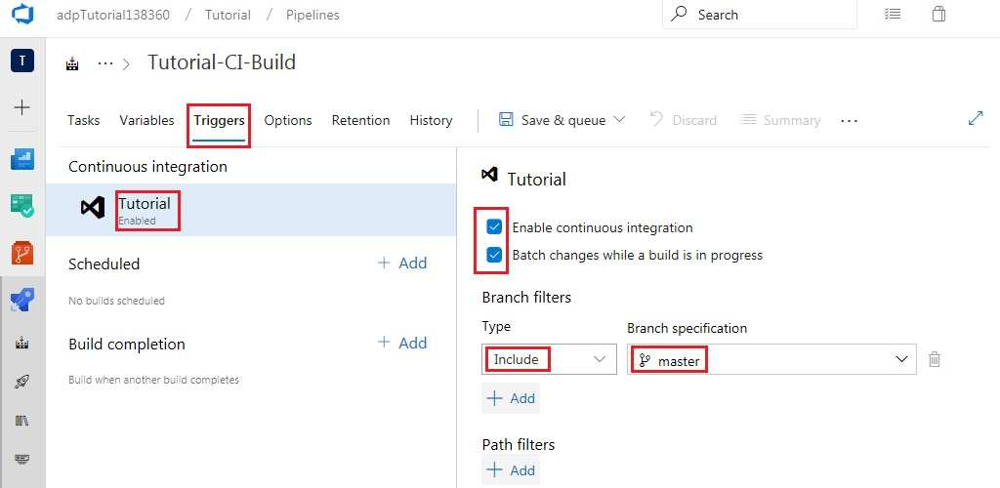 adpTutorial138360 / Tutorial / Pipelines Search
T
... > Tutorial-CI-Build
Tasks Variables Triggers Options Retention History Save & queue Discard Summary ...
Continuous integration
Tutorial
Enabled
Scheduled + Add
No builds scheduled
Build completion + Add
Build when another build completes
Tutorial
Enable continuous integration
Batch changes while a build is in progress
Branch filters
Type Branch specification
Include master
+ Add
Path filters
+ Add